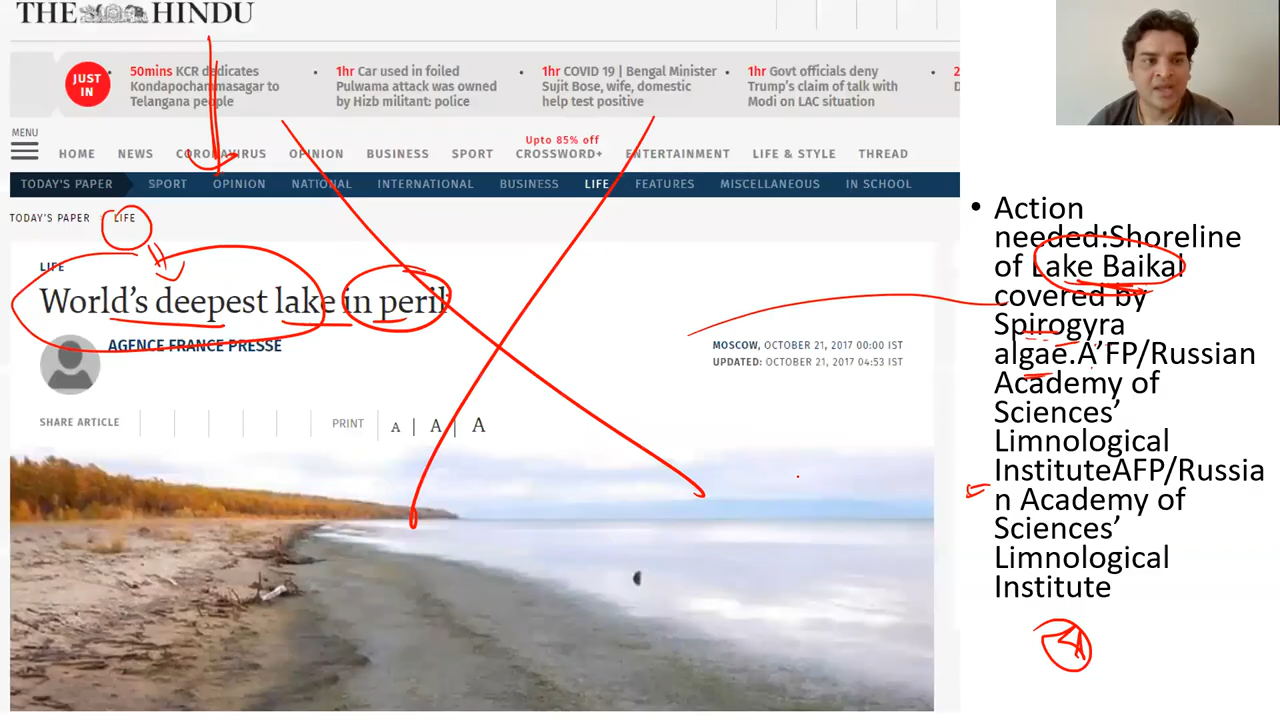 THE HINDU
JUST IN
50mins KCR dedicates Kondapochammasagar to Telangana people
1hr Car used in foiled Pulwama attack was owned by Hizb militant: police
1hr COVID 19 | Bengal Minister Sujit Bose, wife, domestic help test positive
1hr Govt officials deny Trump's claim of talk with Modi on LAC situation
MENU
Upto 85% off
HOME NEWS CORONAVIRUS OPINION BUSINESS SPORT CROSSWORD+ ENTERTAINMENT LIFE & STYLE THREAD
TODAY'S PAPER SPORT OPINION NATIONAL INTERNATIONAL BUSINESS LIFE FEATURES MISCELLANEOUS IN SCHOOL
TODAY'S PAPER LIFE
LIFE
World's deepest lake in peril
AGENCE FRANCE PRESSE
MOSCOW, OCTOBER 21, 2017 00:00 IST
UPDATED: OCTOBER 21, 2017 04:53 IST
SHARE ARTICLE PRINT A | A | A
• Action
needed:Shoreline
of Lake Baikal
covered by
Spirogyra
algae.A'FP/Russian
Academy of
Sciences'
Limnological
InstituteAFP/Russia
n Academy of
Sciences'
Limnological
Institute